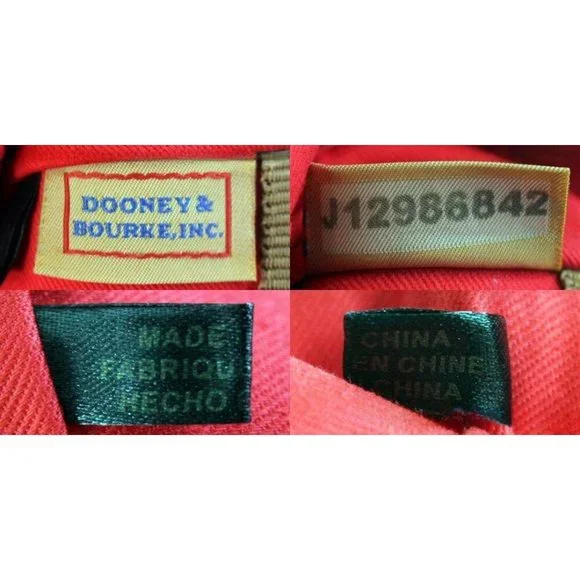 DOONEY &
BOURKE, INC.
J12986842
MADE
FABRIQU
HECHO
CHINA
EN CHINE
CHINA